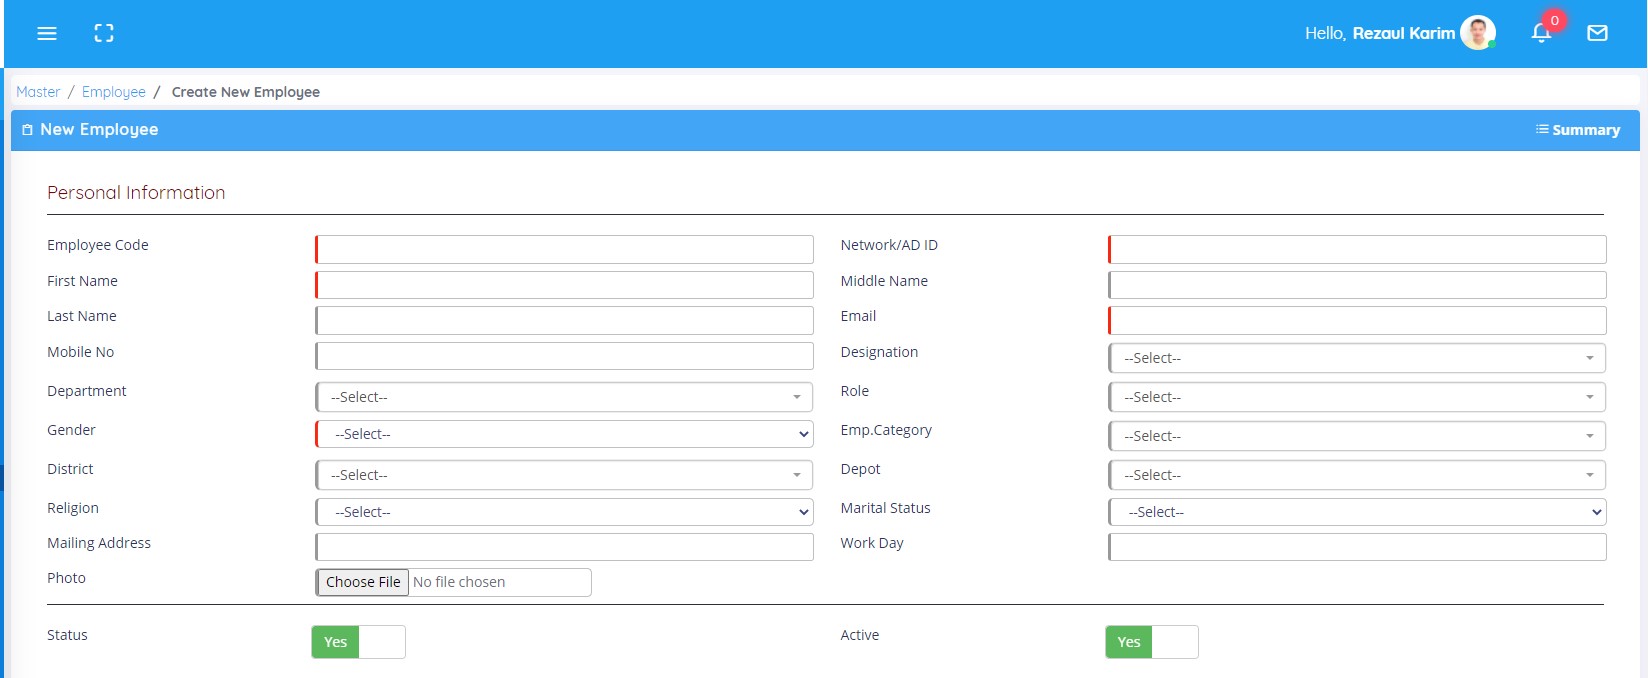 Hello, Rezaul Karim 0
Master / Employee / Create New Employee
New Employee Summary
Personal Information
Employee Code Network/AD ID
First Name Middle Name
Last Name Email
Mobile No Designation --Select--
Department --Select-- Role --Select--
Gender --Select-- Emp.Category --Select--
District --Select-- Depot --Select--
Religion --Select-- Marital Status --Select--
Mailing Address Work Day
Photo Choose File No file chosen
Status Yes Active Yes